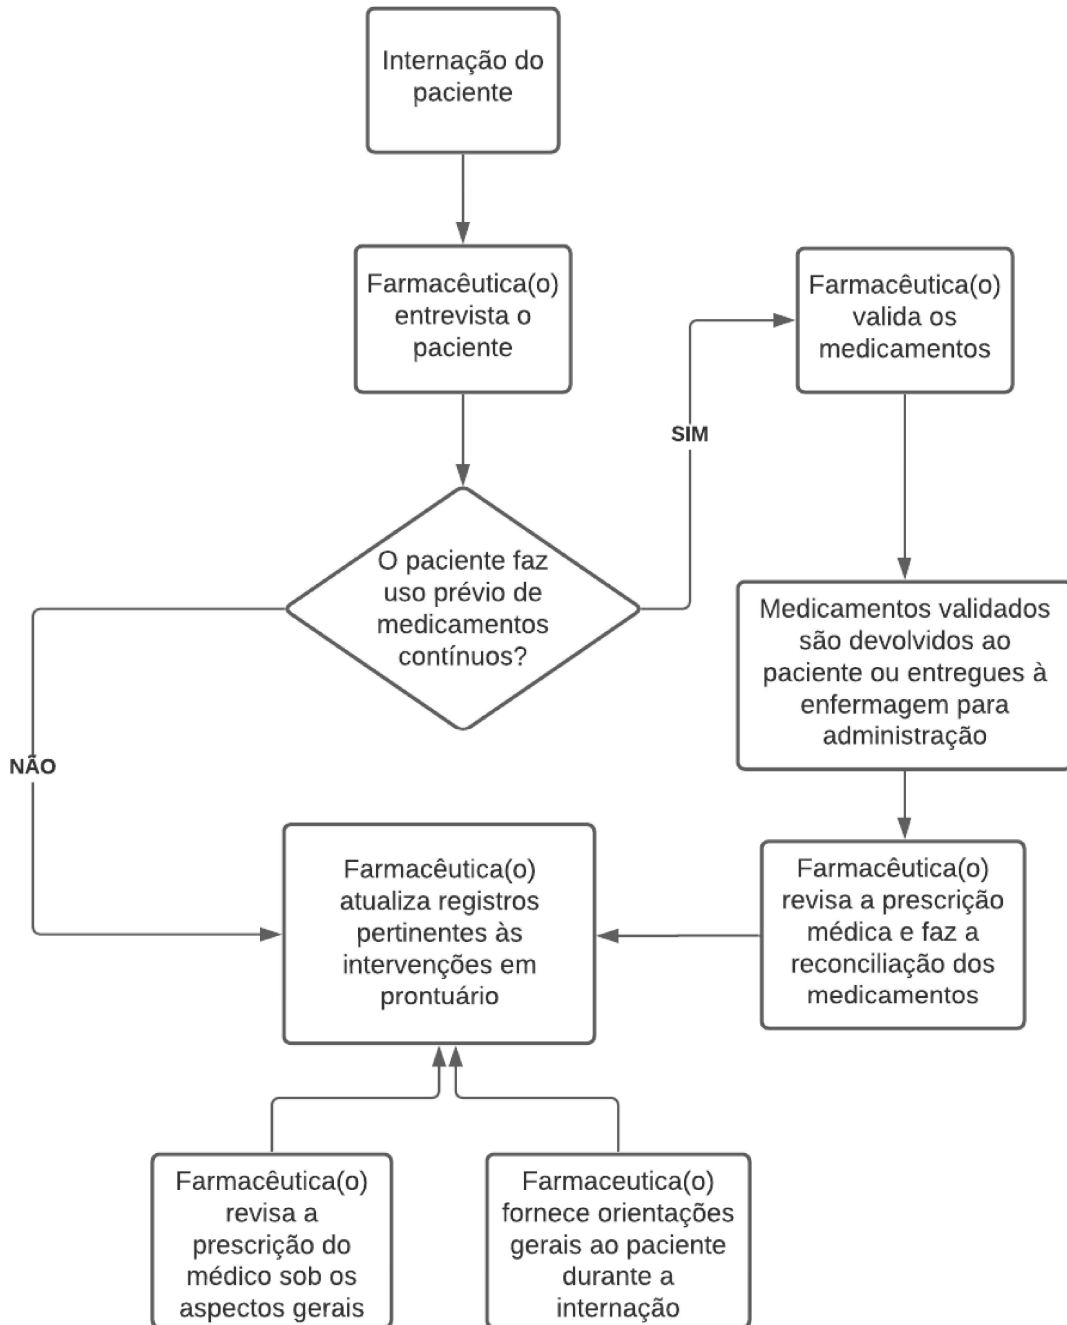 Internação do
paciente
Farmacêutica(o)
entrevista o
paciente
Farmacêutica(o)
valida os
medicamentos
SIM
O paciente faz
uso prévio de
medicamentos
contínuos?
Medicamentos validados
são devolvidos ao
paciente ou entregues à
enfermagem para
administração
NÃO
Farmacêutica(o)
atualiza registros
pertinentes às
intervenções em
prontuário
Farmacêutica(o)
revisa a prescrição
médica e faz a
reconciliação dos
medicamentos
Farmacêutica(o)
revisa a
prescrição do
médico sob os
aspectos gerais
Farmaceutica(o)
fornece orientações
gerais ao paciente
durante a
internação